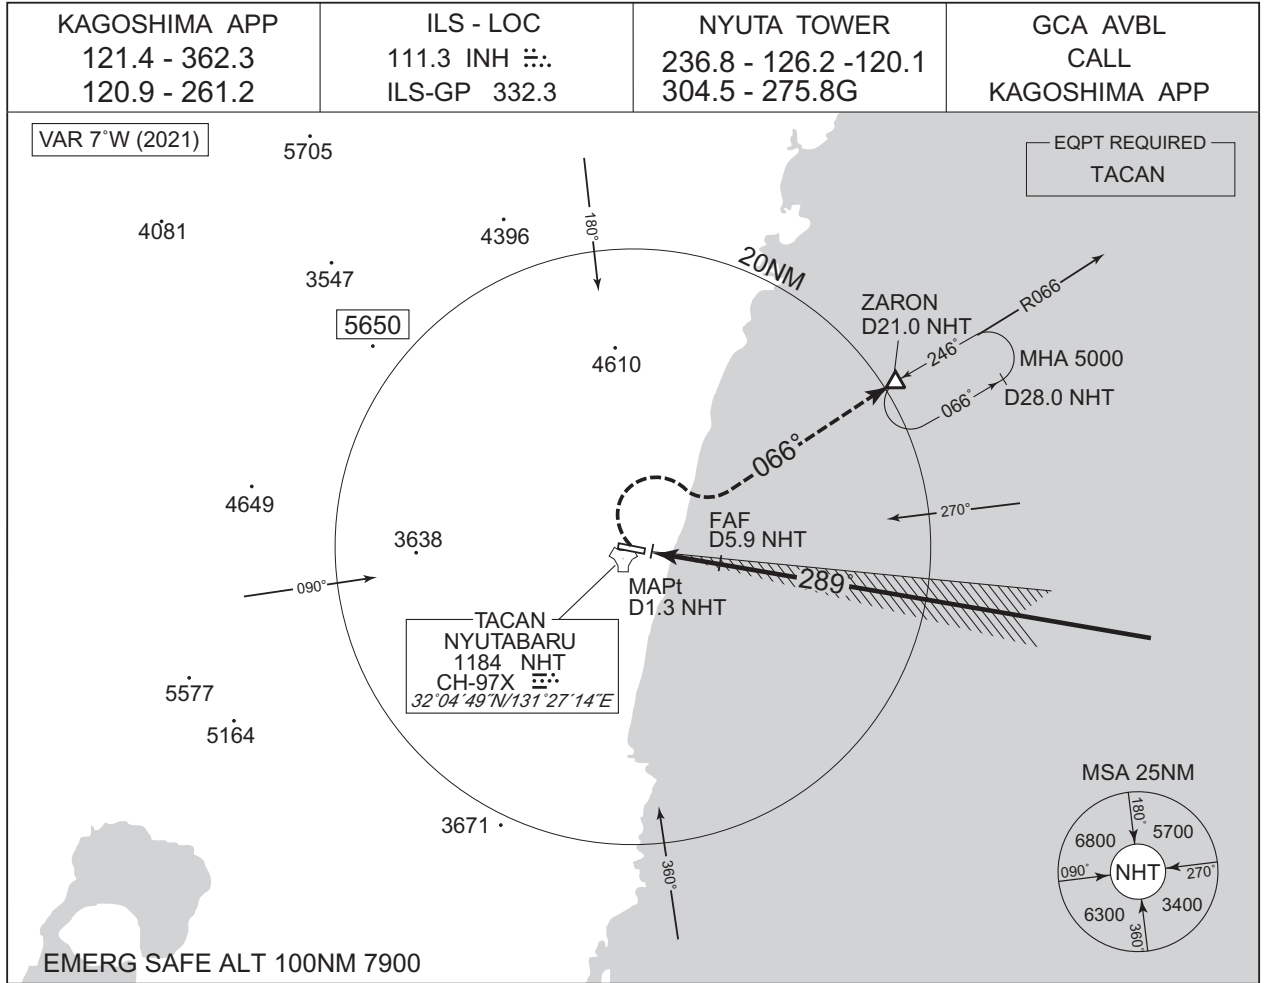 KAGOSHIMA APP
121.4 - 362.3
120.9 - 261.2
ILS - LOC
111.3 INH
ILS-GP 332.3
NYUTA TOWER
236.8 - 126.2 -120.1
304.5 - 275.8G
GCA AVBL
CALL
KAGOSHIMA APP
VAR 7°W (2021)
5705
EQPT REQUIRED
TACAN
4081
4396
180°
3547
20NM
5650
ZARON
D21.0 NHT
R066
246°
MHA 5000
4610
066°
D28.0 NHT
066°
4649
270°
3638
FAF
D5.9 NHT
090°
289°
MAPt
D1.3 NHT
TACAN
NYUTABARU
1184 NHT
CH-97X
32°04´49˝N/131°27´14˝E
5577
5164
3671
360°
MSA 25NM
180°
6800
5700
090°
NHT
270°
6300
3400
360°
EMERG SAFE ALT 100NM 7900